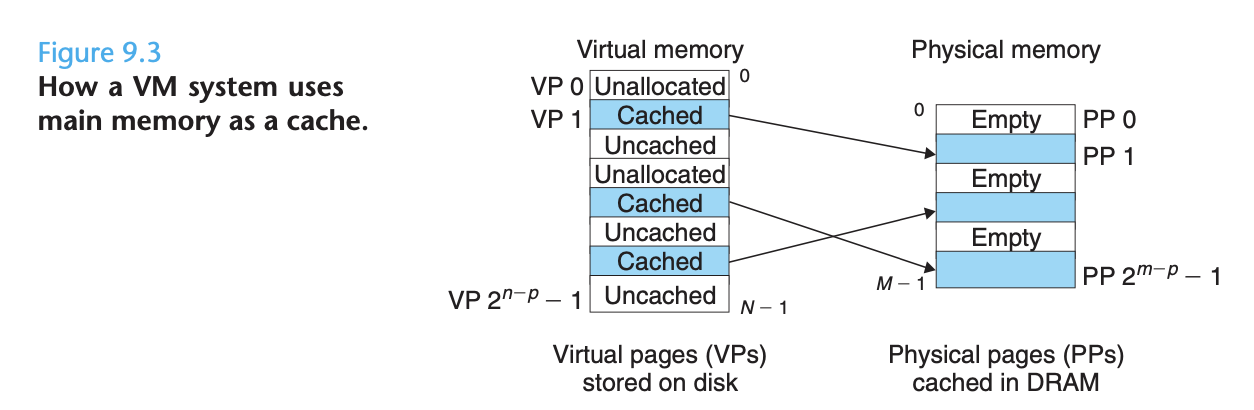 Figure 9.3
How a VM system uses
main memory as a cache.
Virtual memory
VP 0 Unallocated 0
VP 1 Cached
Uncached
Unallocated
Cached
Uncached
Cached
VP 2^{n–p} – 1 Uncached N – 1
Virtual pages (VPs)
stored on disk
Physical memory
0 Empty PP 0
PP 1
Empty
Empty
M – 1 PP 2^{m–p} – 1
Physical pages (PPs)
cached in DRAM